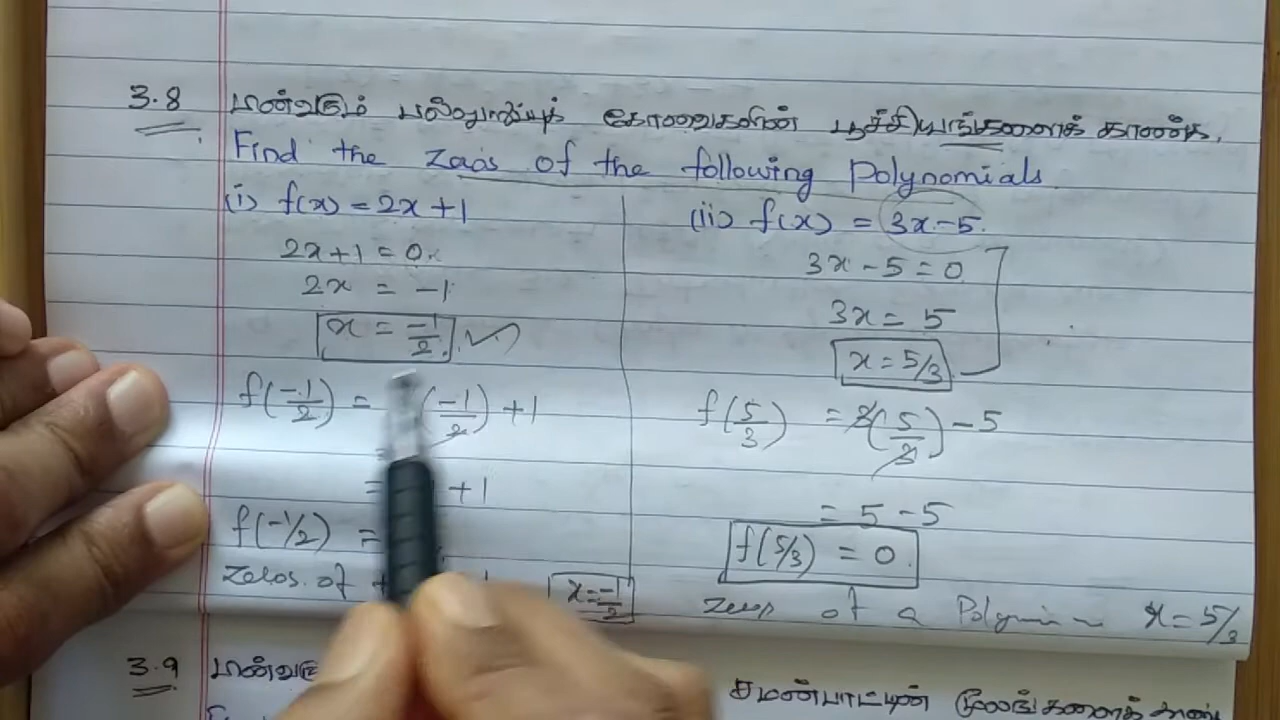 3.8 பின்வரும் பல்லுறுப்புக் கோவைகளின் பூச்சியங்களைக் காண்க.
Find the Zeros of the following Polynomials
(i) f(x) = 2x + 1
2x + 1 = 0
2x = -1
x = -1/2
f(-1/2) = (-1/2) + 1
= + 1
f(-1/2) =
Zeros of
x = -1/2
(ii) f(x) = 3x - 5.
3x - 5 = 0
3x = 5
x = 5/3
f(5/3) = 3(5/3) - 5
= 5 - 5
f(5/3) = 0
Zeros of a x = 5/3
3.9 சமன்பாட்டின் மூலங்களைக்